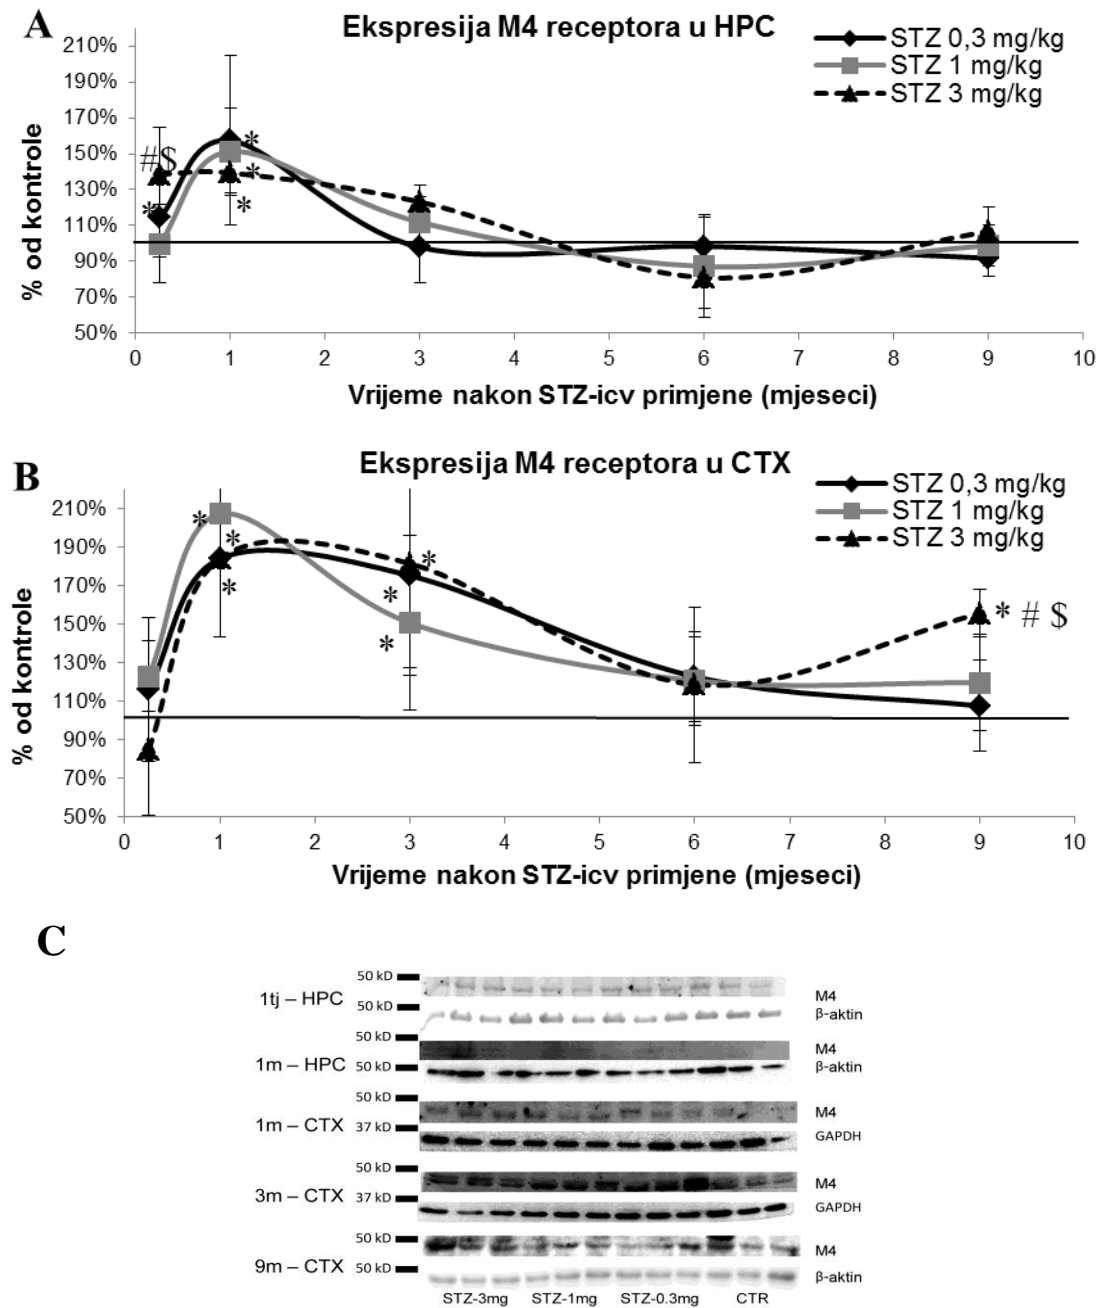 A
Ekspresija M4 receptora u HPC
STZ 0,3 mg/kg
STZ 1 mg/kg
STZ 3 mg/kg
% od kontrole
210%
190%
170%
150%
130%
110%
90%
70%
50%
#$
*
*
*
*
0 1 2 3 4 5 6 7 8 9 10
Vrijeme nakon STZ-icv primjene (mjeseci)
B
Ekspresija M4 receptora u CTX
STZ 0,3 mg/kg
STZ 1 mg/kg
STZ 3 mg/kg
% od kontrole
210%
190%
170%
150%
130%
110%
90%
70%
50%
*
*
*
*
*
*
* # $
0 1 2 3 4 5 6 7 8 9 10
Vrijeme nakon STZ-icv primjene (mjeseci)
C
1tj – HPC
50 kD
M4
50 kD
β-aktin
1m – HPC
50 kD
M4
50 kD
β-aktin
1m – CTX
50 kD
M4
37 kD
GAPDH
3m – CTX
50 kD
M4
37 kD
GAPDH
9m – CTX
50 kD
M4
50 kD
β-aktin
STZ-3mg STZ-1mg STZ-0.3mg CTR